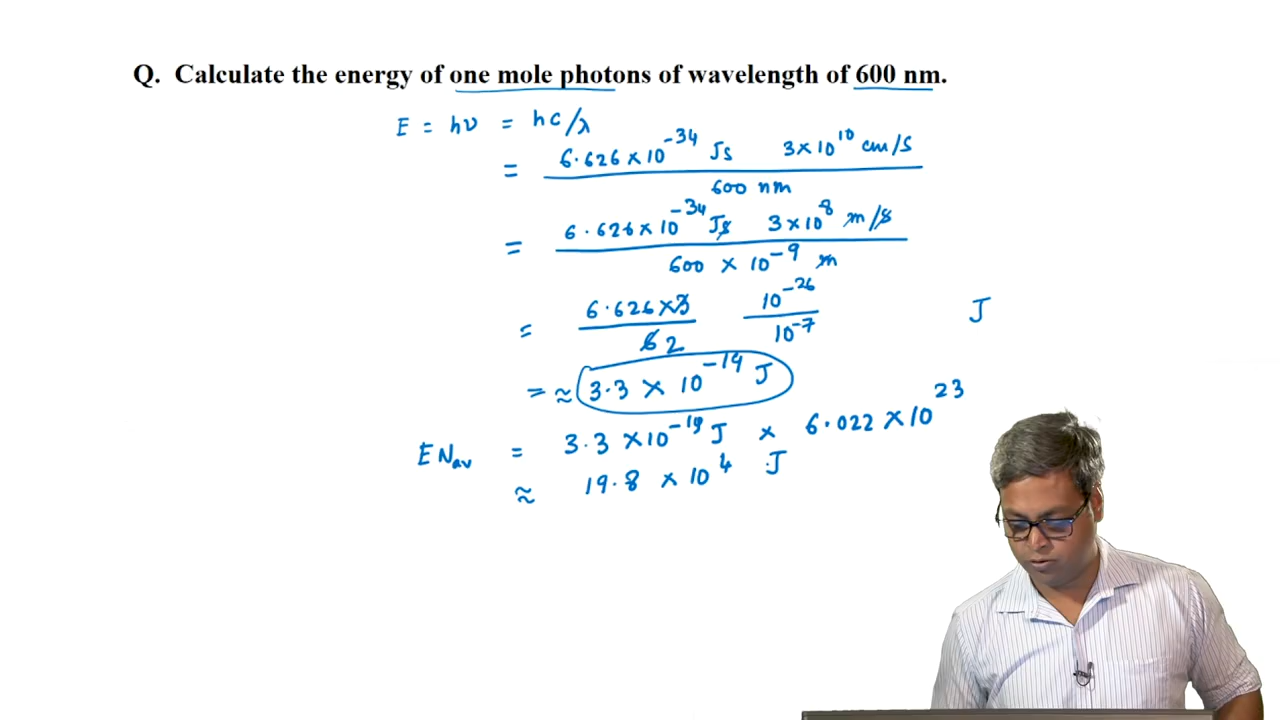 Q. Calculate the energy of one mole photons of wavelength of 600 nm.
E = hν = hc/λ
= 6.626 × 10^-34 Js 3 × 10^10 cm/s / 600 nm
= 6.626 × 10^-34 Js 3 × 10^8 m/s / 600 × 10^-9 m
= 6.626 × 3 / 6 2 10^-26 / 10^-7 J
= ≈ 3.3 × 10^-19 J
E N_av = 3.3 × 10^-19 J × 6.022 × 10^23
≈ 19.8 × 10^4 J